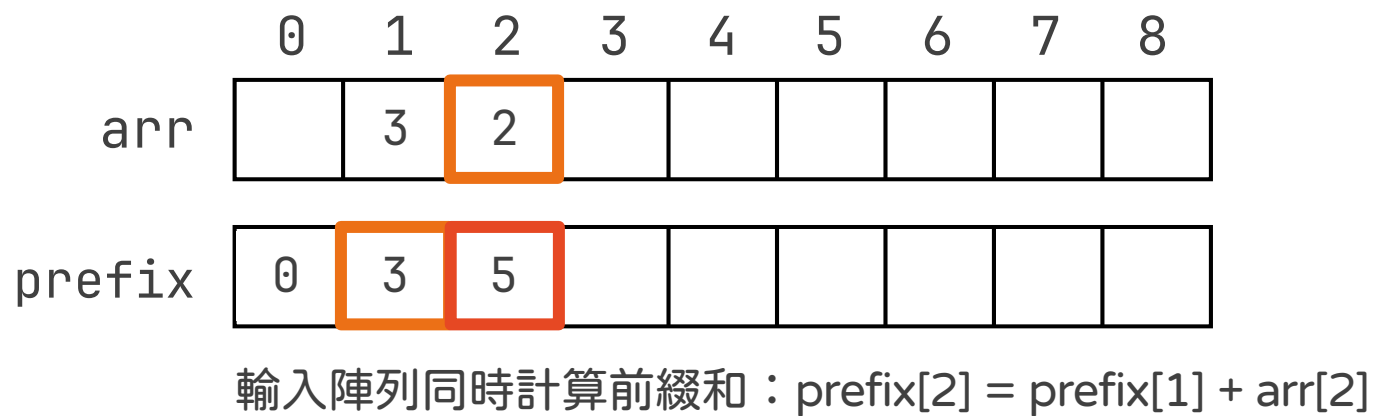 0 1 2 3 4 5 6 7 8
arr 3 2
prefix 0 3 5
輸入陣列同時計算前綴和：prefix[2] = prefix[1] + arr[2]